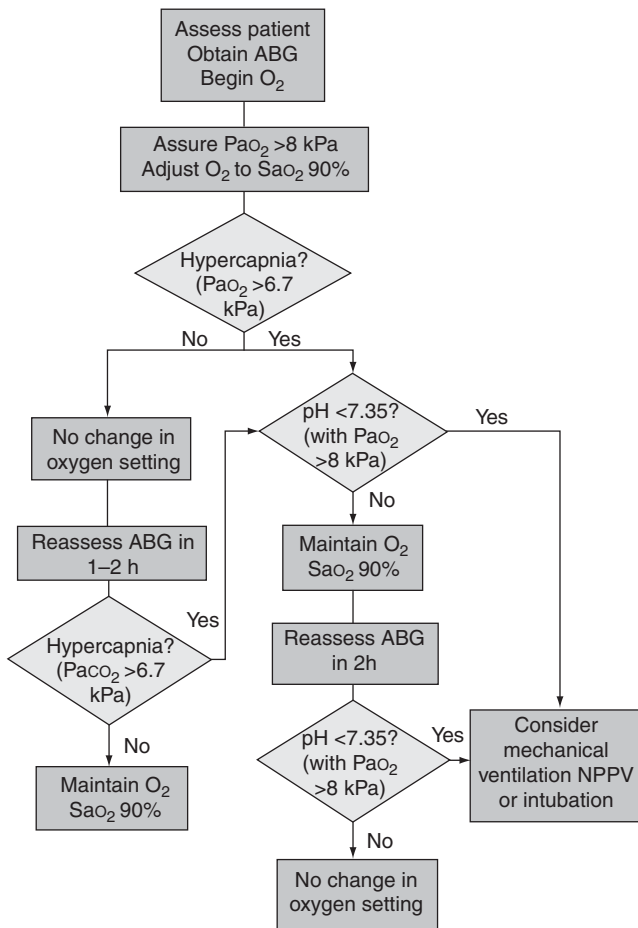 Assess patient
Obtain ABG
Begin O₂
Assure PaO₂ >8 kPa
Adjust O₂ to SaO₂ 90%
Hypercapnia?
(PaO₂ >6.7
kPa)
No
Yes
No change in
oxygen setting
Reassess ABG in
1–2 h
Hypercapnia?
(PaCO₂ >6.7
kPa)
Yes
No
Maintain O₂
SaO₂ 90%
pH <7.35?
(with PaO₂
>8 kPa)
Yes
No
Maintain O₂
SaO₂ 90%
Reassess ABG
in 2h
pH <7.35?
(with PaO₂
>8 kPa)
Yes
No
No change in
oxygen setting
Consider
mechanical
ventilation NPPV
or intubation